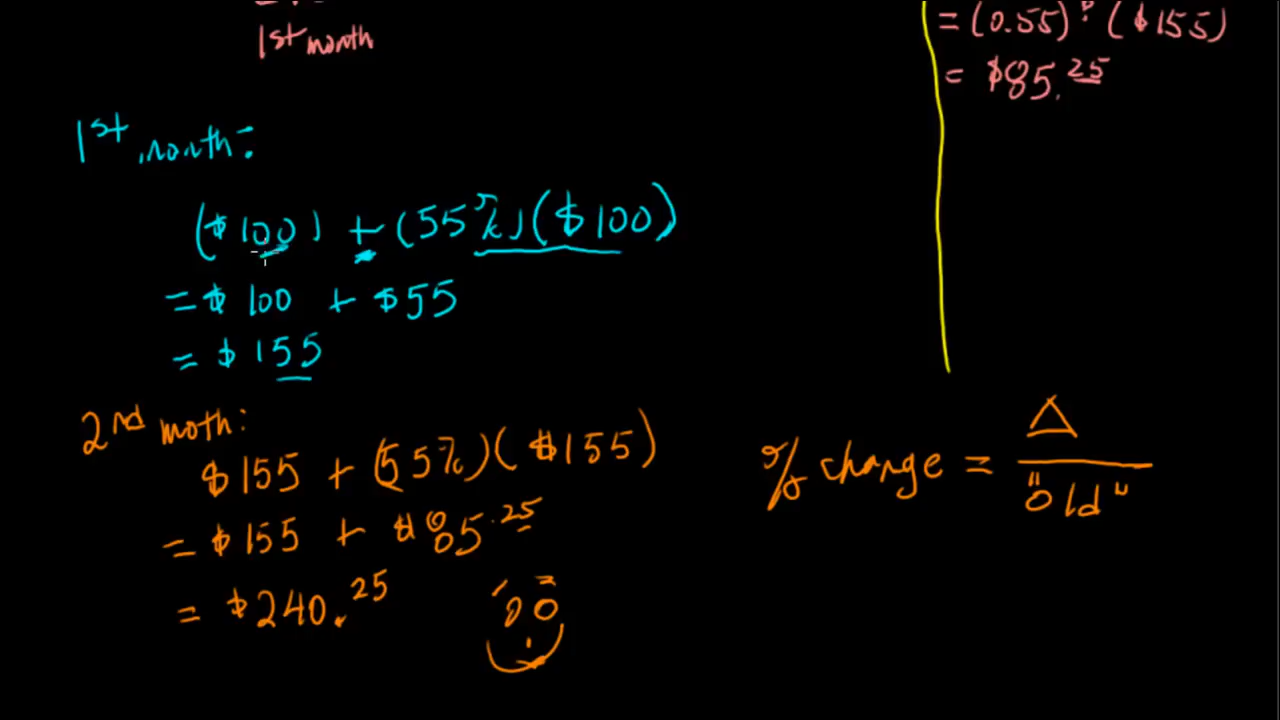 1st month
= (0.55) · ($155)
= $85.25
1st month:
($100) + (55%) ($100)
= $100 + $55
= $155
2nd moth:
$155 + (55%) ($155)
= $155 + $85.25
= $240.25
% change = Δ
"old"